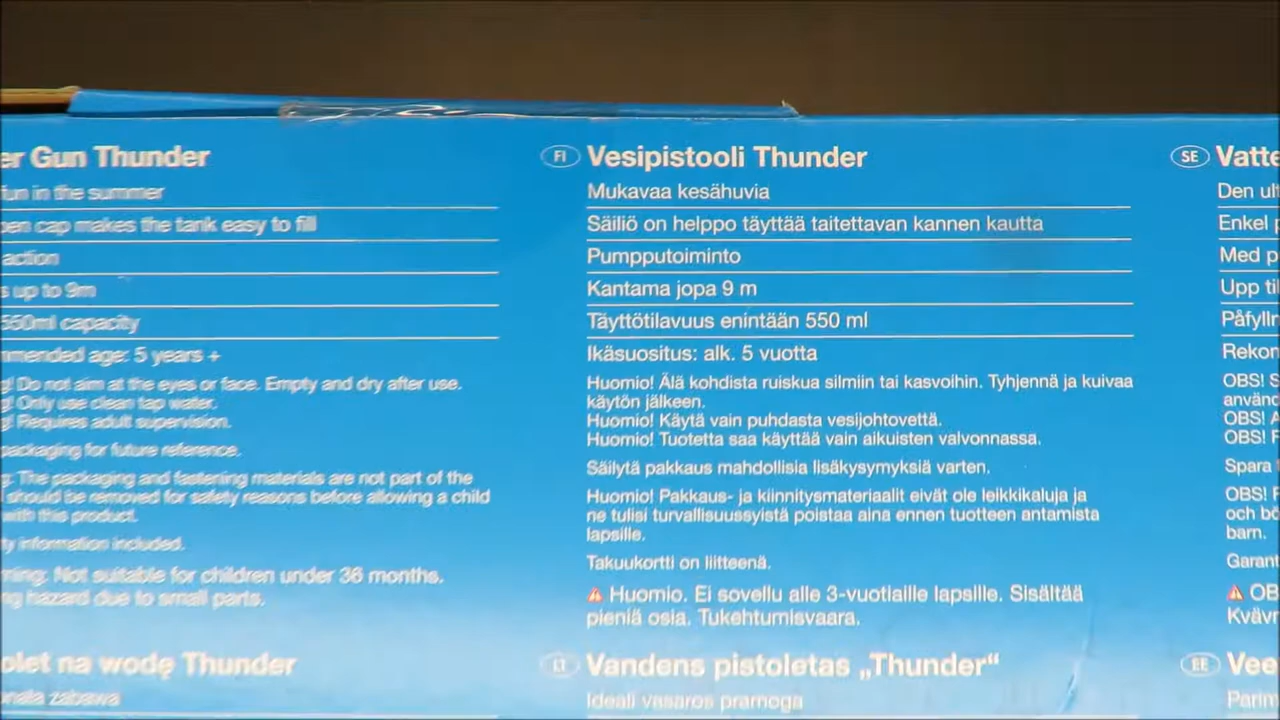 er Gun Thunder
fun in the summer
pen cap makes the tank easy to fill
action
s up to 9m
550ml capacity
mmended age: 5 years +
g! Do not aim at the eyes or face. Empty and dry after use.
g! Only use clean tap water.
g! Requires adult supervision.
packaging for future reference.
g: The packaging and fastening materials are not part of the
should be removed for safety reasons before allowing a child
with this product.
ty information included.
ning: Not suitable for children under 36 months.
ng hazard due to small parts.
FI Vesipistooli Thunder
Mukavaa kesähuvia
Säiliö on helppo täyttää taitettavan kannen kautta
Pumpputoiminto
Kantama jopa 9 m
Täyttötilavuus enintään 550 ml
Ikäsuositus: alk. 5 vuotta
Huomio! Älä kohdista ruiskua silmiin tai kasvoihin. Tyhjennä ja kuivaa
käytön jälkeen.
Huomio! Käytä vain puhdasta vesijohtovettä.
Huomio! Tuotetta saa käyttää vain aikuisten valvonnassa.
Säilytä pakkaus mahdollisia lisäkysymyksiä varten.
Huomio! Pakkaus- ja kiinnitysmateriaalit eivät ole leikkikaluja ja
ne tulisi turvallisuussyistä poistaa aina ennen tuotteen antamista
lapsille.
Takuukortti on liitteenä.
Huomio. Ei sovellu alle 3-vuotiaille lapsille. Sisältää
pieniä osia. Tukehtumisvaara.
SE Vatte
Den ult
Enkel p
Med p
Upp til
Påfylln
Rekom
OBS! S
använd
OBS! A
OBS! F
Spara
OBS! F
och bö
barn.
Garant
OB
Kvävn
olet na wodę Thunder
onała zabawa
LT Vandens pistoletas „Thunder“
Ideali vasaros pramoga
EE Vee
Parim